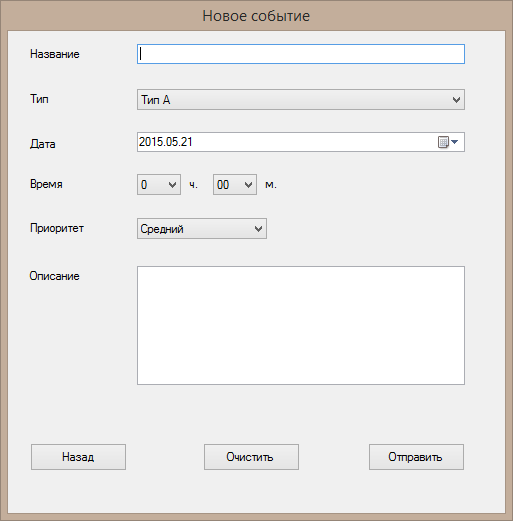 Новое событие
Название
Тип Тип А
Дата 2015.05.21
Время 0 ч. 00 м.
Приоритет Средний
Описание
Назад Очистить Отправить